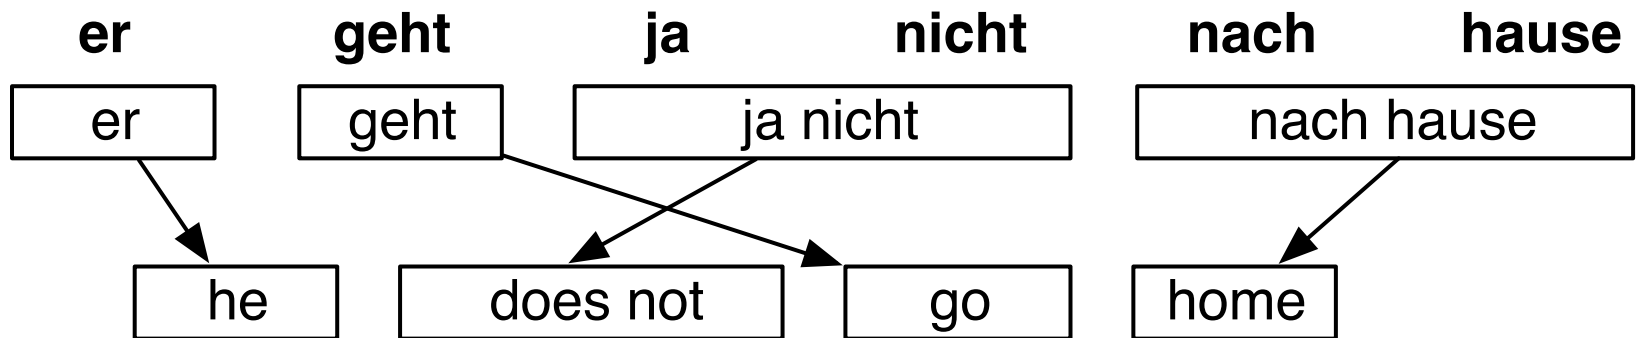 er geht ja nicht nach hause
er geht ja nicht nach hause
he does not go home